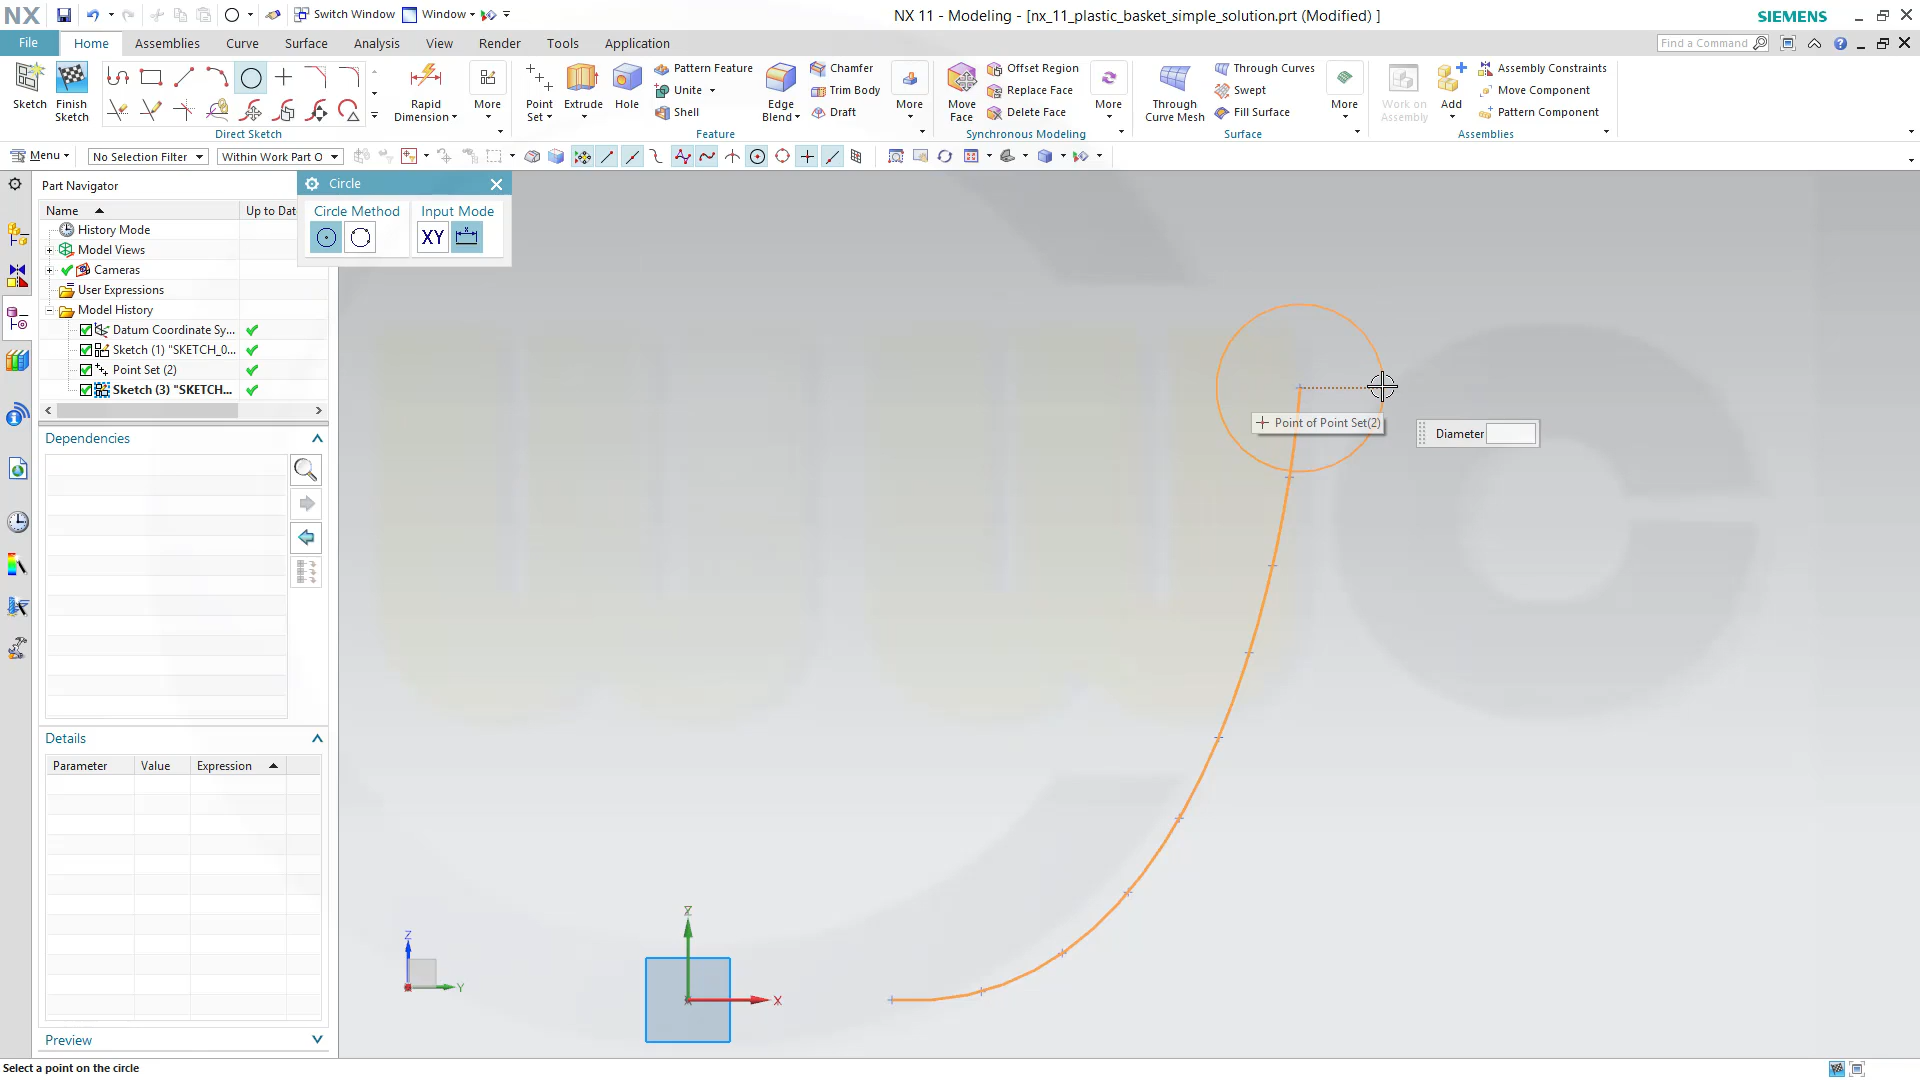 NX
Switch Window
Window
NX 11 - Modeling - [nx_11_plastic_basket_simple_solution.prt (Modified) ]
SIEMENS
File
Home
Assemblies
Curve
Surface
Analysis
View
Render
Tools
Application
Find a Command
Sketch
Finish Sketch
Rapid Dimension
More
Direct Sketch
Point Set
Extrude
Hole
Pattern Feature
Unite
Shell
Edge Blend
Chamfer
Trim Body
Draft
More
Feature
Move Face
Offset Region
Replace Face
Delete Face
More
Synchronous Modeling
Through Curve Mesh
Through Curves
Swept
Fill Surface
More
Surface
Work on Assembly
Add
Assembly Constraints
Move Component
Pattern Component
Assemblies
Menu
No Selection Filter
Within Work Part O
Part Navigator
Name
Up to Dat
History Mode
Model Views
Cameras
User Expressions
Model History
Datum Coordinate Sy...
Sketch (1) "SKETCH_0...
Point Set (2)
Sketch (3) "SKETCH...
Circle
Circle Method
Input Mode
XY
Dependencies
Details
Parameter
Value
Expression
Preview
Point of Point Set(2)
Diameter
Z
X
Z
Y
Select a point on the circle